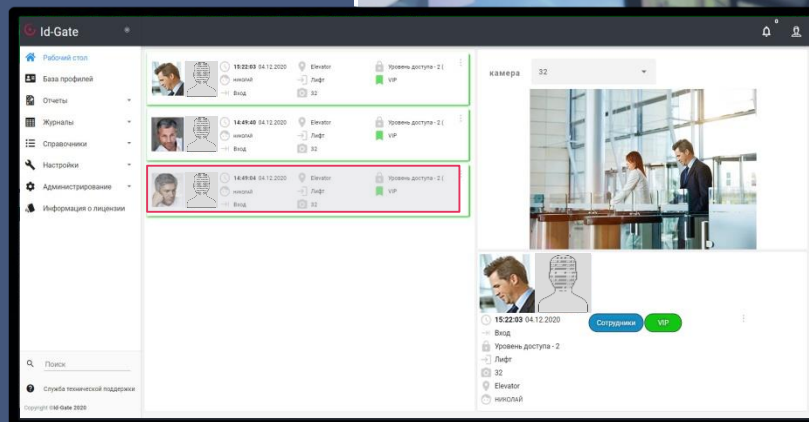 Id-Gate
0
Рабочий стол
База профилей
Отчеты
Журналы
Справочники
Настройки
Администрирование
Информация о лицензии
Поиск
Служба технической поддержки
Copyright ©Id-Gate 2020
15:22:03 04.12.2020
Elevator
Уровень доступа - 2 (
николай
Лифт
VIP
Вход
32
14:49:40 04.12.2020
Elevator
Уровень доступа - 2 (
николай
Лифт
VIP
Вход
32
14:49:04 04.12.2020
Elevator
Уровень доступа - 2 (
николай
Лифт
VIP
Вход
32
камера
32
15:22:03 04.12.2020
Сотрудники
VIP
Вход
Уровень доступа - 2
Лифт
32
Elevator
николай